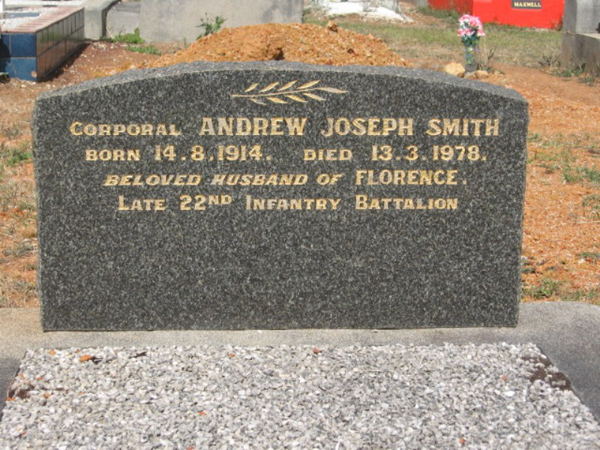 MAXWELL
CORPORAL ANDREW JOSEPH SMITH
BORN 14.8.1914. DIED 13.3.1978.
BELOVED HUSBAND OF FLORENCE.
LATE 22ND INFANTRY BATTALION